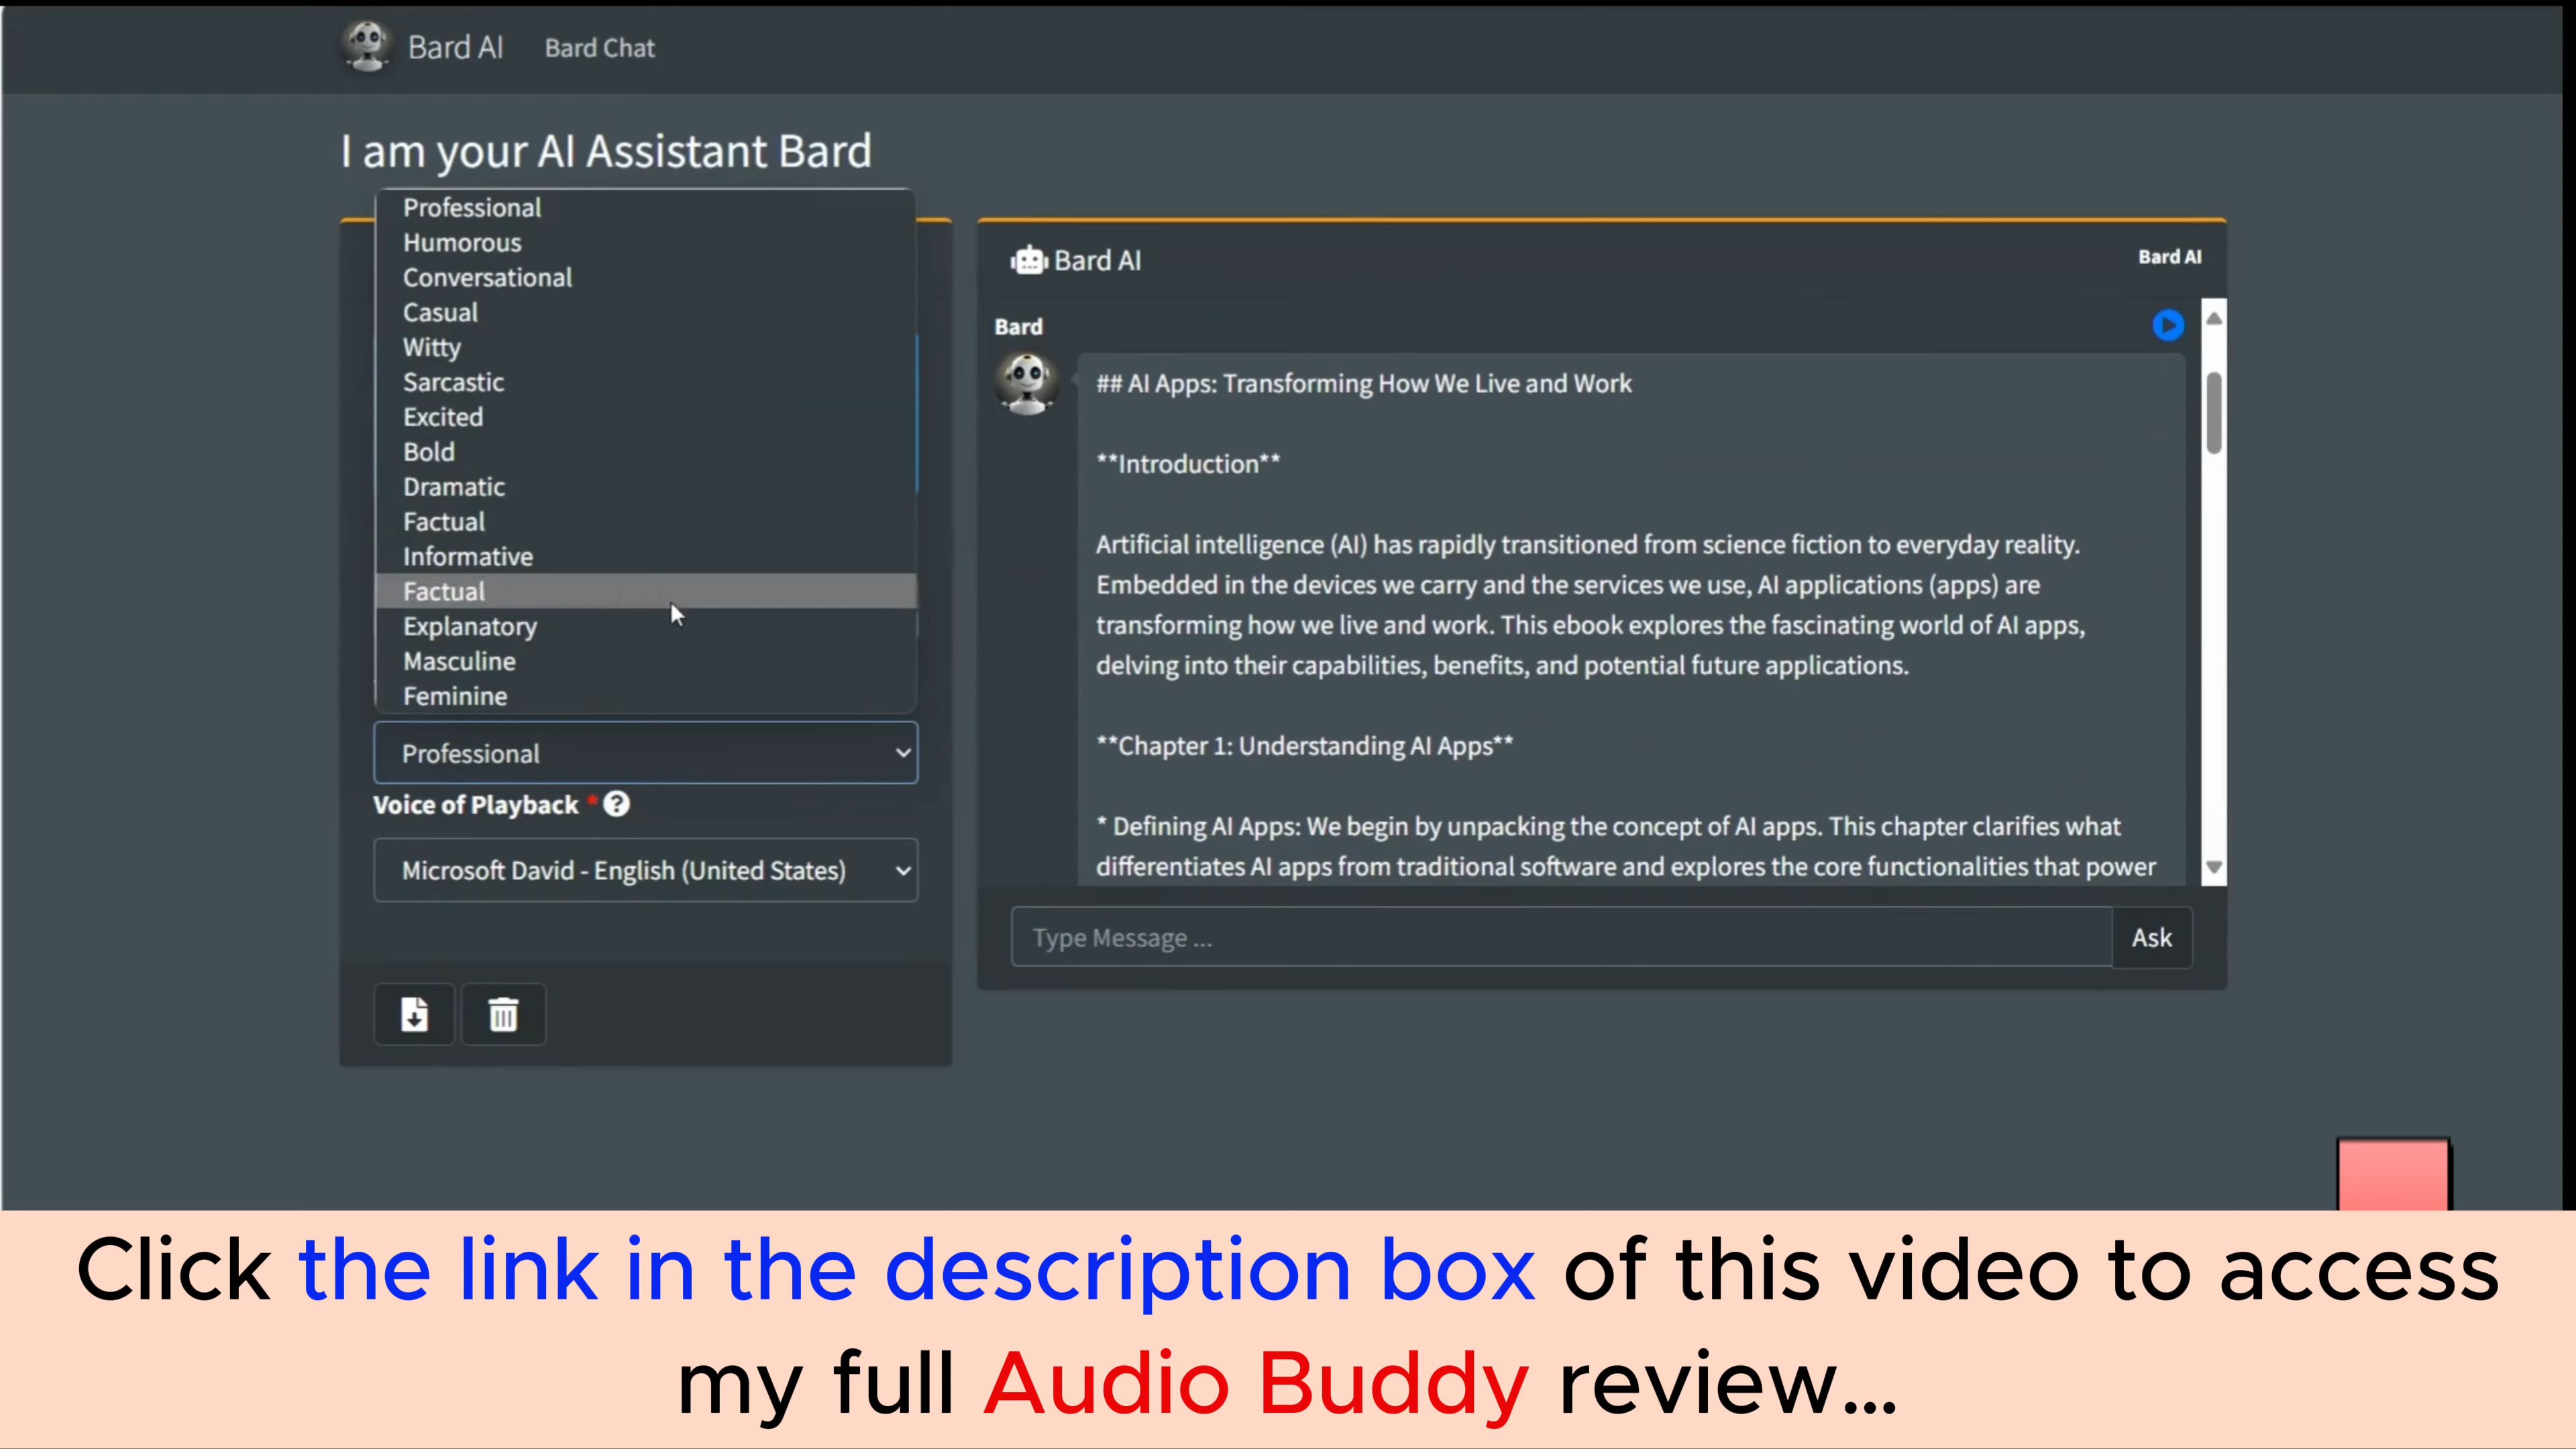 Bard AI
Bard Chat
I am your AI Assistant Bard
Professional
Humorous
Conversational
Casual
Witty
Sarcastic
Excited
Bold
Dramatic
Factual
Informative
Factual
Explanatory
Masculine
Feminine
Professional
Voice of Playback *
Microsoft David - English (United States)
Bard AI
Bard AI
Bard
## AI Apps: Transforming How We Live and Work
**Introduction**
Artificial intelligence (AI) has rapidly transitioned from science fiction to everyday reality.
Embedded in the devices we carry and the services we use, AI applications (apps) are
transforming how we live and work. This ebook explores the fascinating world of AI apps,
delving into their capabilities, benefits, and potential future applications.
**Chapter 1: Understanding AI Apps**
* Defining AI Apps: We begin by unpacking the concept of AI apps. This chapter clarifies what
differentiates AI apps from traditional software and explores the core functionalities that power
Type Message ...
Ask
Click the link in the description box of this video to access
my full Audio Buddy review...